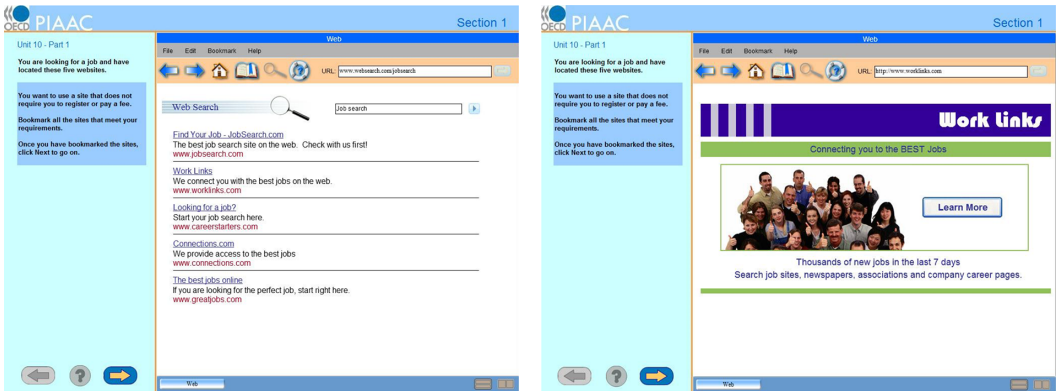 OECD PIAAC
Section 1
Unit 10 - Part 1
You are looking for a job and have
located these five websites.
You want to use a site that does not
require you to register or pay a fee.
Bookmark all the sites that meet your
requirements.
Once you have bookmarked the sites,
click Next to go on.
Web
File Edit Bookmark Help
URL: www.websearch.com/jobsearch
Web Search
Job search
Find Your Job - JobSearch.com
The best job search site on the web. Check with us first!
www.jobsearch.com
Work Links
We connect you with the best jobs on the web.
www.worklinks.com
Looking for a job?
Start your job search here.
www.careerstarters.com
Connections.com
We provide access to the best jobs
www.connections.com
The best jobs online
If you are looking for the perfect job, start right here.
www.greatjobs.com
?
Web
OECD PIAAC
Section 1
Unit 10 - Part 1
You are looking for a job and have
located these five websites.
You want to use a site that does not
require you to register or pay a fee.
Bookmark all the sites that meet your
requirements.
Once you have bookmarked the sites,
click Next to go on.
Web
File Edit Bookmark Help
URL: http://www.worklinks.com
Work Links
Connecting you to the BEST Jobs
Learn More
Thousands of new jobs in the last 7 days
Search job sites, newspapers, associations and company career pages.
?
Web